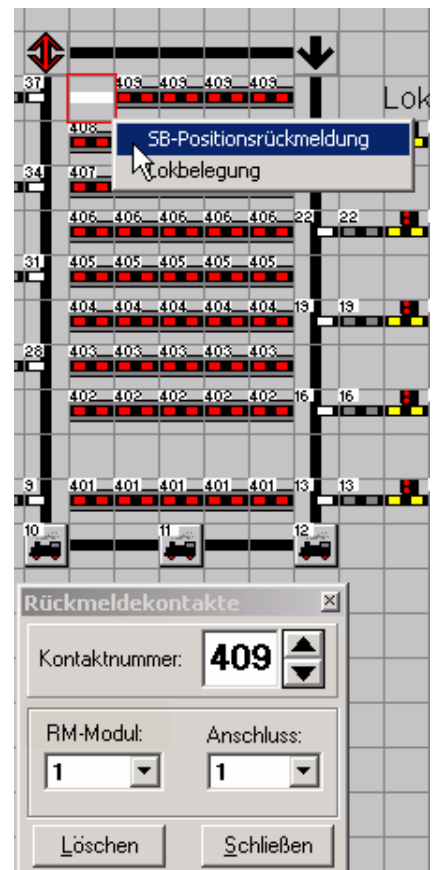 37 409 409 409 409
Lok
408
SB-Positionsrückmeldung
34 407
Lokbelegung
406 406 406 406 406 22 22
31 405 405 405 405 405
404 404 404 404 404 19 19
28 403 403 403 403 403
402 402 402 402 402 16 16
9 401 401 401 401 401 13 13
10 11 12
Rückmeldekontakte
Kontaktnummer: 409
RM-Modul: Anschluss:
1 1
Löschen Schließen